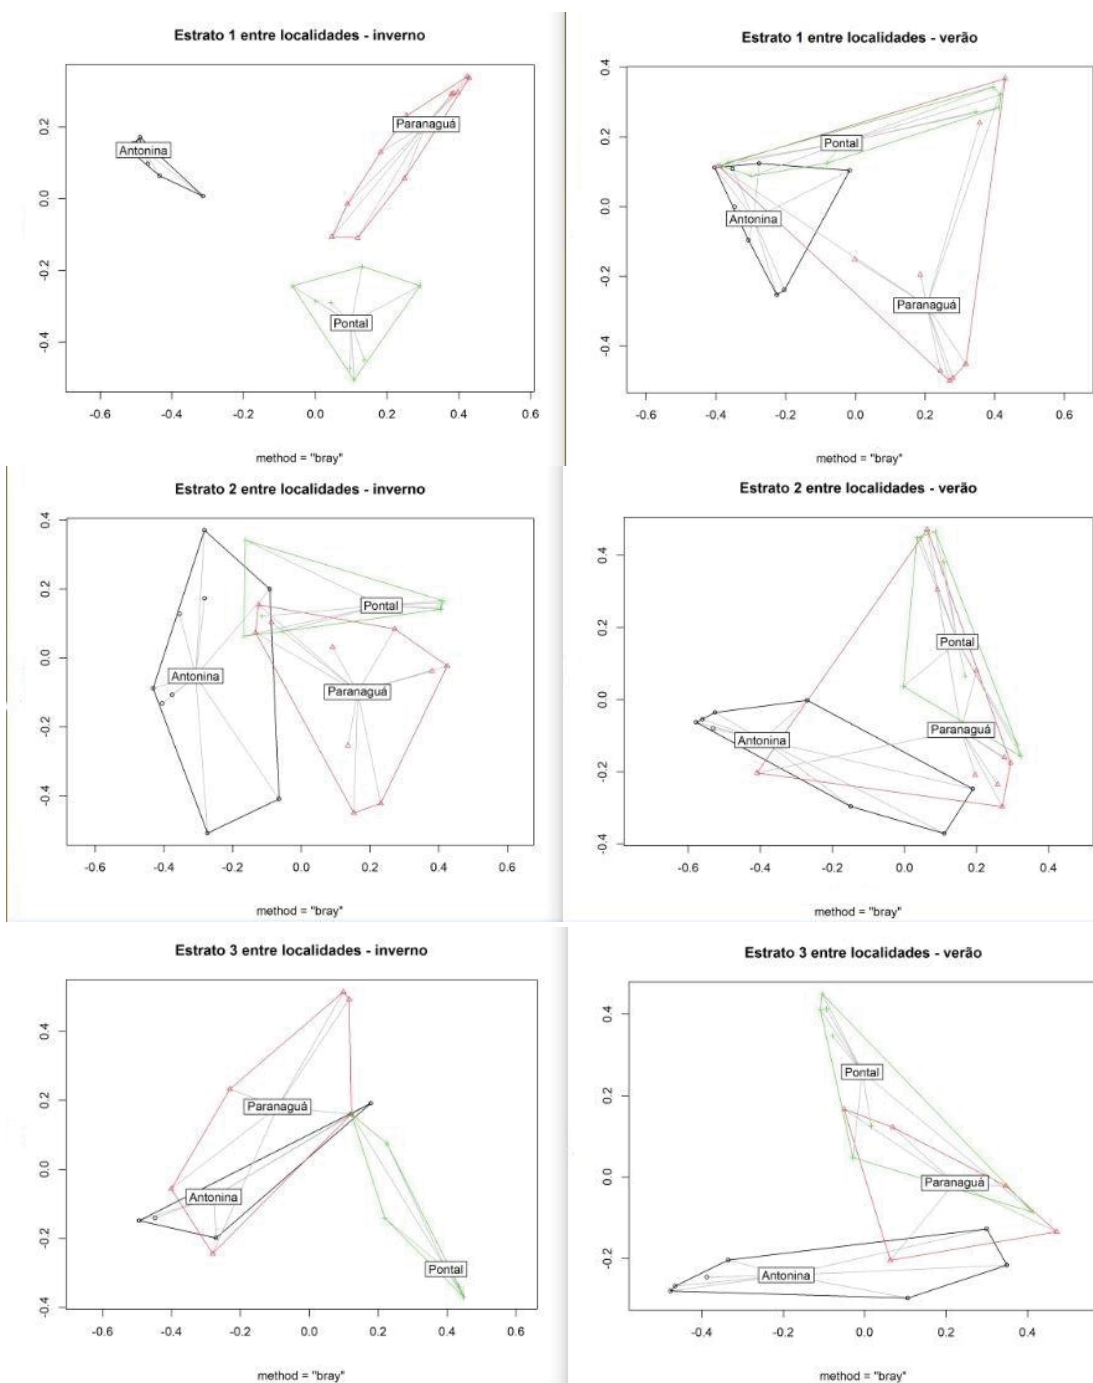 Estrato 1 entre localidades - inverno
0.2
0.0
-0.2
-0.4
Antonina
Paranaguá
Pontal
-0.6 -0.4 -0.2 0.0 0.2 0.4 0.6
method = "bray"
Estrato 1 entre localidades - verão
0.4
0.2
0.0
-0.2
-0.4
Pontal
Antonina
Paranaguá
-0.6 -0.4 -0.2 0.0 0.2 0.4 0.6
method = "bray"
Estrato 2 entre localidades - inverno
0.4
0.2
0.0
-0.2
-0.4
Pontal
Antonina
Paranaguá
-0.6 -0.4 -0.2 0.0 0.2 0.4 0.6
method = "bray"
Estrato 2 entre localidades - verão
0.4
0.2
0.0
-0.2
-0.4
Pontal
Paranaguá
Antonina
-0.6 -0.4 -0.2 0.0 0.2 0.4
method = "bray"
Estrato 3 entre localidades - inverno
0.4
0.2
0.0
-0.2
-0.4
Paranaguá
Antonina
Pontal
-0.6 -0.4 -0.2 0.0 0.2 0.4 0.6
method = "bray"
Estrato 3 entre localidades - verão
0.4
0.2
0.0
-0.2
Pontal
Paranaguá
Antonina
-0.4 -0.2 0.0 0.2 0.4
method = "bray"